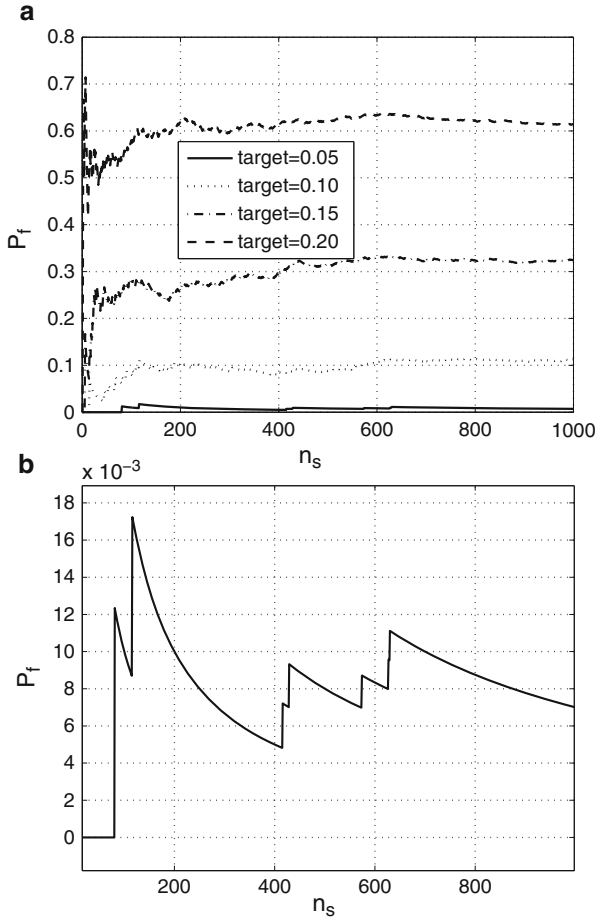 a
0.8
0.7
0.6
0.5
0.4
0.3
0.2
0.1
0
P_f
target=0.05
target=0.10
target=0.15
target=0.20
0 200 400 600 800 1000
n_s
b
x 10⁻³
18
16
14
12
10
8
6
4
2
0
P_f
200 400 600 800
n_s